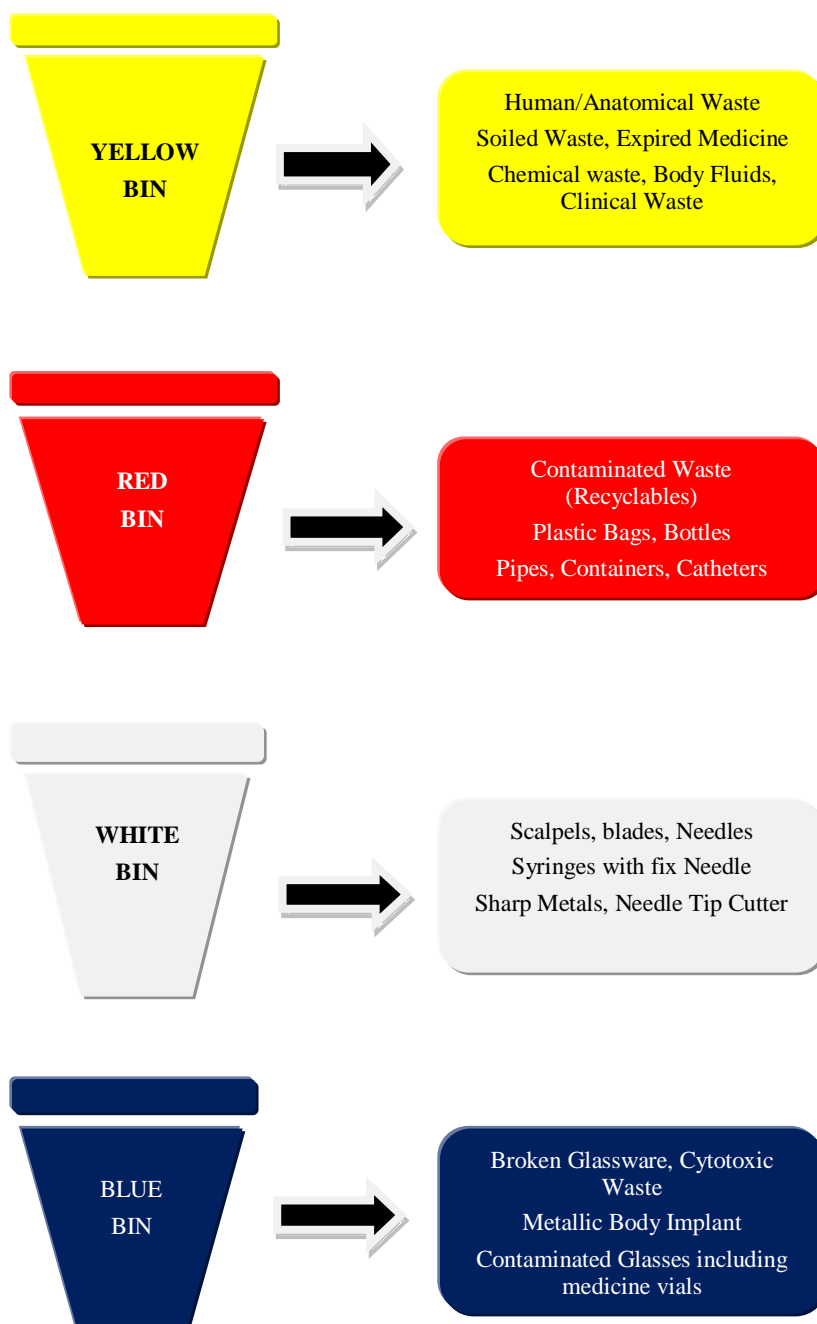 YELLOW
BIN
Human/Anatomical Waste
Soiled Waste, Expired Medicine
Chemical waste, Body Fluids,
Clinical Waste
RED
BIN
Contaminated Waste
(Recyclables)
Plastic Bags, Bottles
Pipes, Containers, Catheters
WHITE
BIN
Scalpels, blades, Needles
Syringes with fix Needle
Sharp Metals, Needle Tip Cutter
BLUE
BIN
Broken Glassware, Cytotoxic
Waste
Metallic Body Implant
Contaminated Glasses including
medicine vials